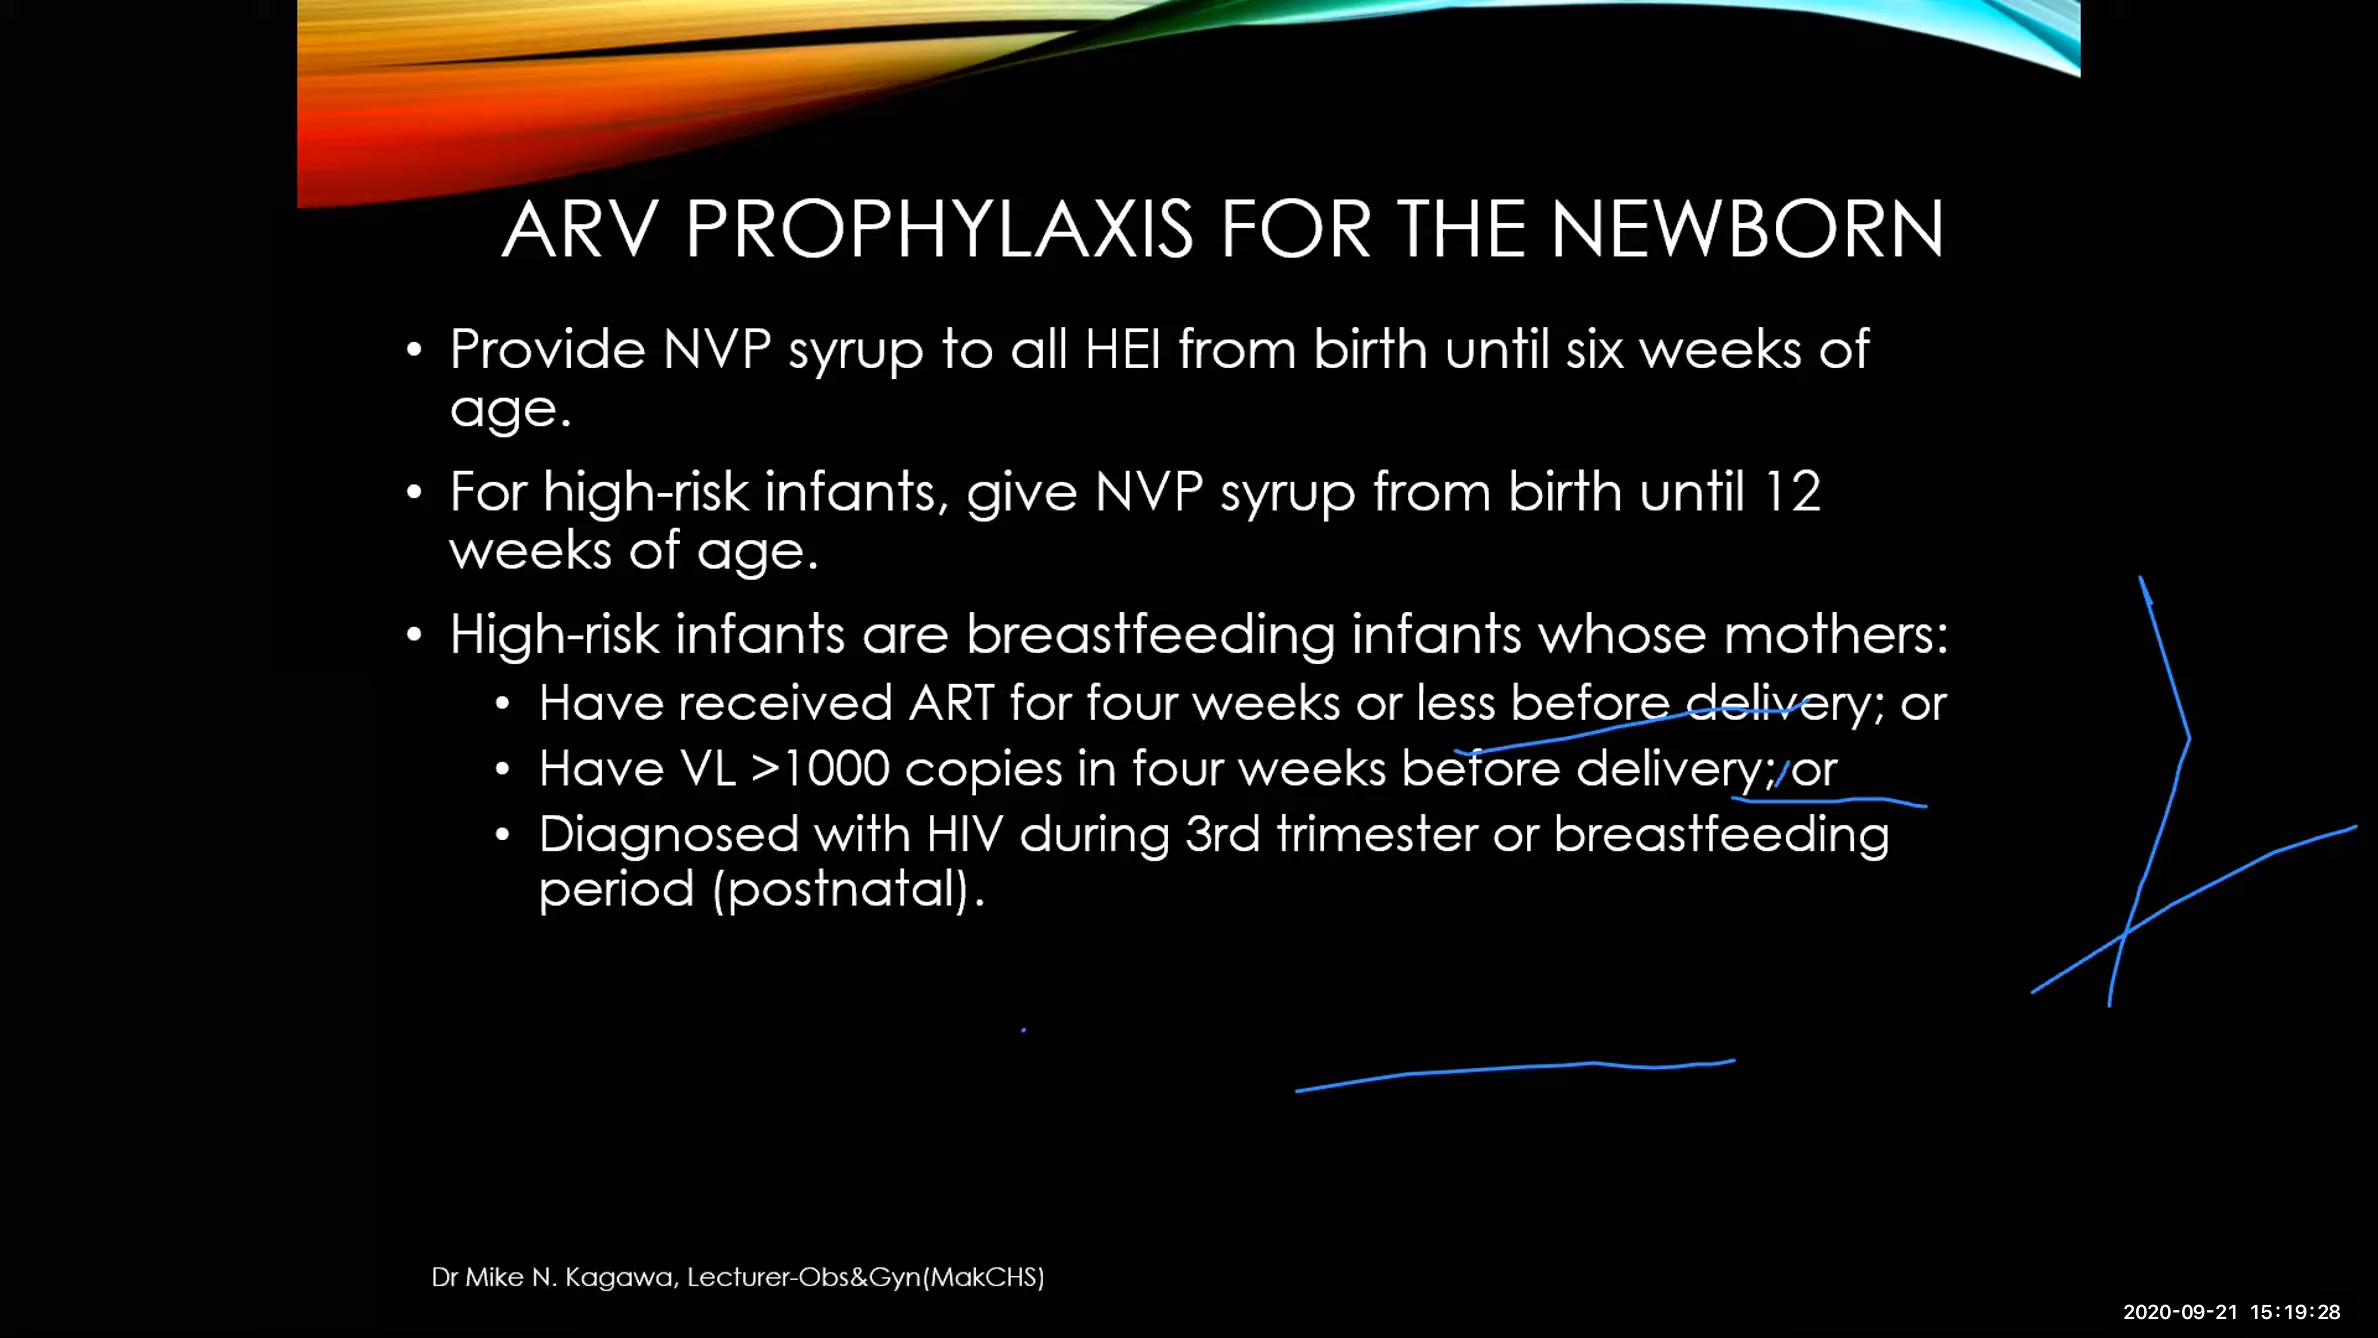 ARV PROPHYLAXIS FOR THE NEWBORN
• Provide NVP syrup to all HEI from birth until six weeks of
age.
• For high-risk infants, give NVP syrup from birth until 12
weeks of age.
• High-risk infants are breastfeeding infants whose mothers:
• Have received ART for four weeks or less before delivery; or
• Have VL >1000 copies in four weeks before delivery; or
• Diagnosed with HIV during 3rd trimester or breastfeeding
period (postnatal).
Dr Mike N. Kagawa, Lecturer-Obs&Gyn(MakCHS)
2020-09-21 15:19:28